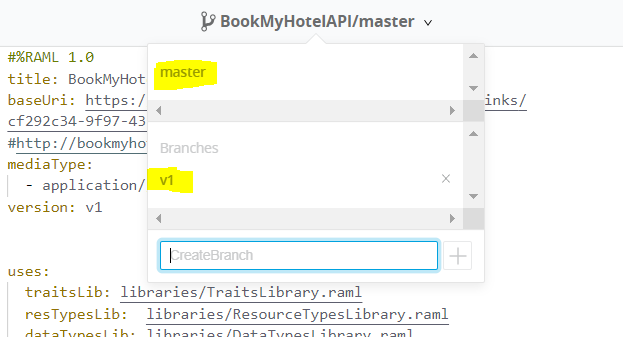 BookMyHotelAPI/master
#%RAML 1.0
title: BookMyHot
baseUri: https:/
inks/
cf292c34-9f97-43
#http://bookmyhot
mediaType:
- application/
version: v1
master
Branches
v1
CreateBranch
uses:
traitsLib: libraries/TraitsLibrary.raml
resTypesLib: libraries/ResourceTypesLibrary.raml
dataTypesLib: libraries/DataTypesLibrary.raml